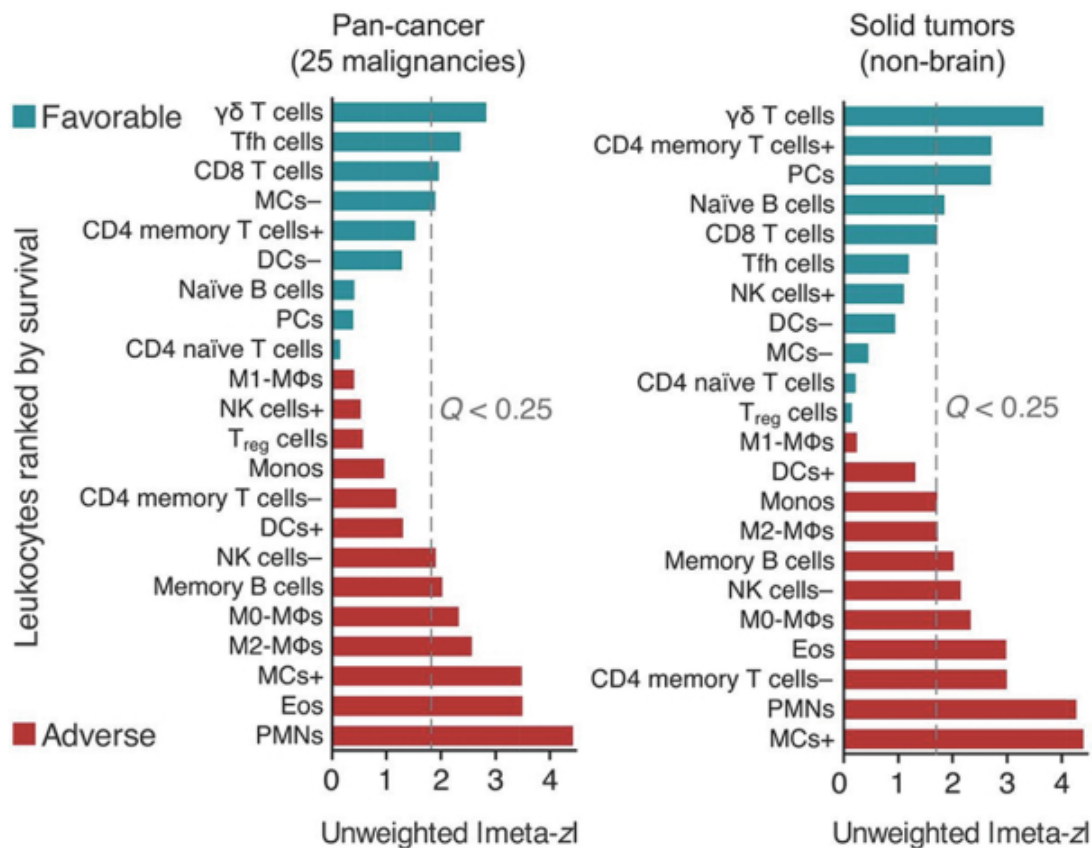 Pan-cancer
(25 malignancies)
Favorable
Leukocytes ranked by survival
Adverse
γδ T cells
Tfh cells
CD8 T cells
MCs–
CD4 memory T cells+
DCs–
Naïve B cells
PCs
CD4 naïve T cells
M1-MΦs
NK cells+
Treg cells
Monos
CD4 memory T cells–
DCs+
NK cells–
Memory B cells
M0-MΦs
M2-MΦs
MCs+
Eos
PMNs
Q < 0.25
0 1 2 3 4
Unweighted |meta-z|
Solid tumors
(non-brain)
γδ T cells
CD4 memory T cells+
PCs
Naïve B cells
CD8 T cells
Tfh cells
NK cells+
DCs–
MCs–
CD4 naïve T cells
Treg cells
M1-MΦs
DCs+
Monos
M2-MΦs
Memory B cells
NK cells–
M0-MΦs
Eos
CD4 memory T cells–
PMNs
MCs+
Q < 0.25
0 1 2 3 4
Unweighted |meta-z|